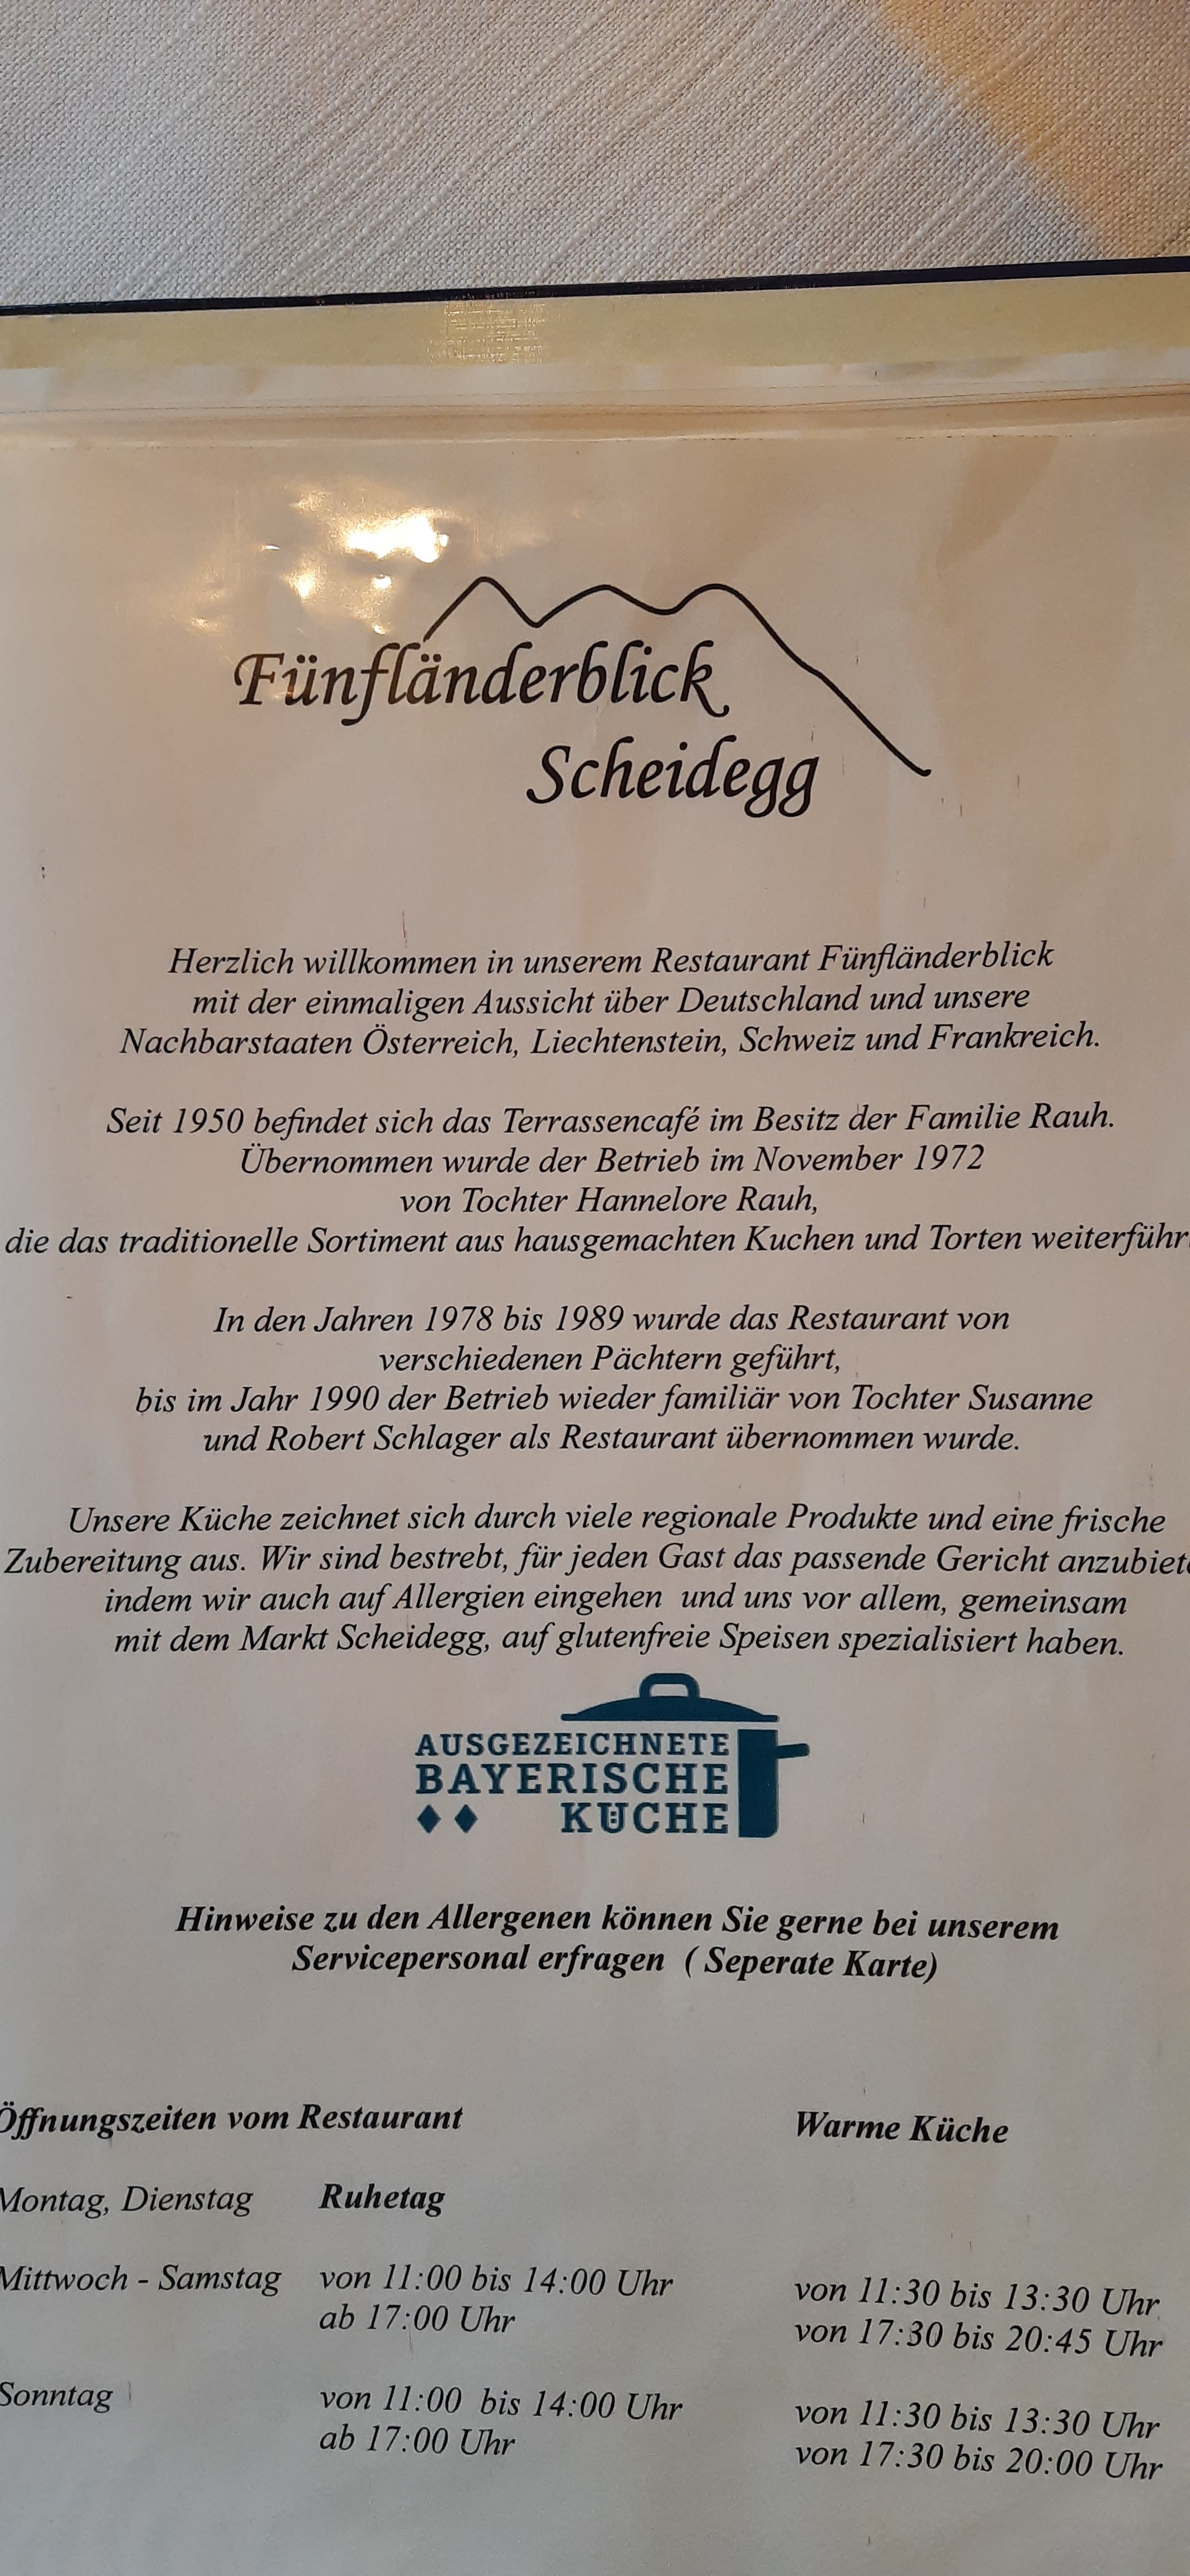 Fünfländerblick
Scheidegg
Herzlich willkommen in unserem Restaurant Fünfländerblick
mit der einmaligen Aussicht über Deutschland und unsere
Nachbarstaaten Österreich, Liechtenstein, Schweiz und Frankreich.
Seit 1950 befindet sich das Terrassencafé im Besitz der Familie Rauh.
Übernommen wurde der Betrieb im November 1972
von Tochter Hannelore Rauh,
die das traditionelle Sortiment aus hausgemachten Kuchen und Torten
In den Jahren 1978 bis 1989 wurde das Restaurant von
verschiedenen Pächtern geführt,
bis im Jahr 1990 der Betrieb wieder familiär von Tochter Susanne
und Robert Schlager als Restaurant übernommen wurde.
Unsere Küche zeichnet sich durch viele regionale Produkte und eine frische
Zubereitung aus. Wir sind bestrebt, für jeden Gast das passende Gericht
indem wir auch auf Allergien eingehen und uns vor allem, gemeinsam
mit dem Markt Scheidegg, auf glutenfreie Speisen spezialisiert haben.
AUSGEZEICHNETE
BAYERISCHE
KÜCHE
Hinweise zu den Allergenen können Sie gerne bei unserem
Servicepersonal erfragen ( Seperate Karte)
Öffnungszeiten vom Restaurant Warme Küche
Montag, Dienstag Ruhetag
Mittwoch - Samstag von 11:00 bis 14:00 Uhr von 11:30 bis 13:30 Uhr
ab 17:00 Uhr von 17:30 bis 20:45 Uhr
Sonntag von 11:00 bis 14:00 Uhr von 11:30 bis 13:30 Uhr
ab 17:00 Uhr von 17:30 bis 20:00 Uhr